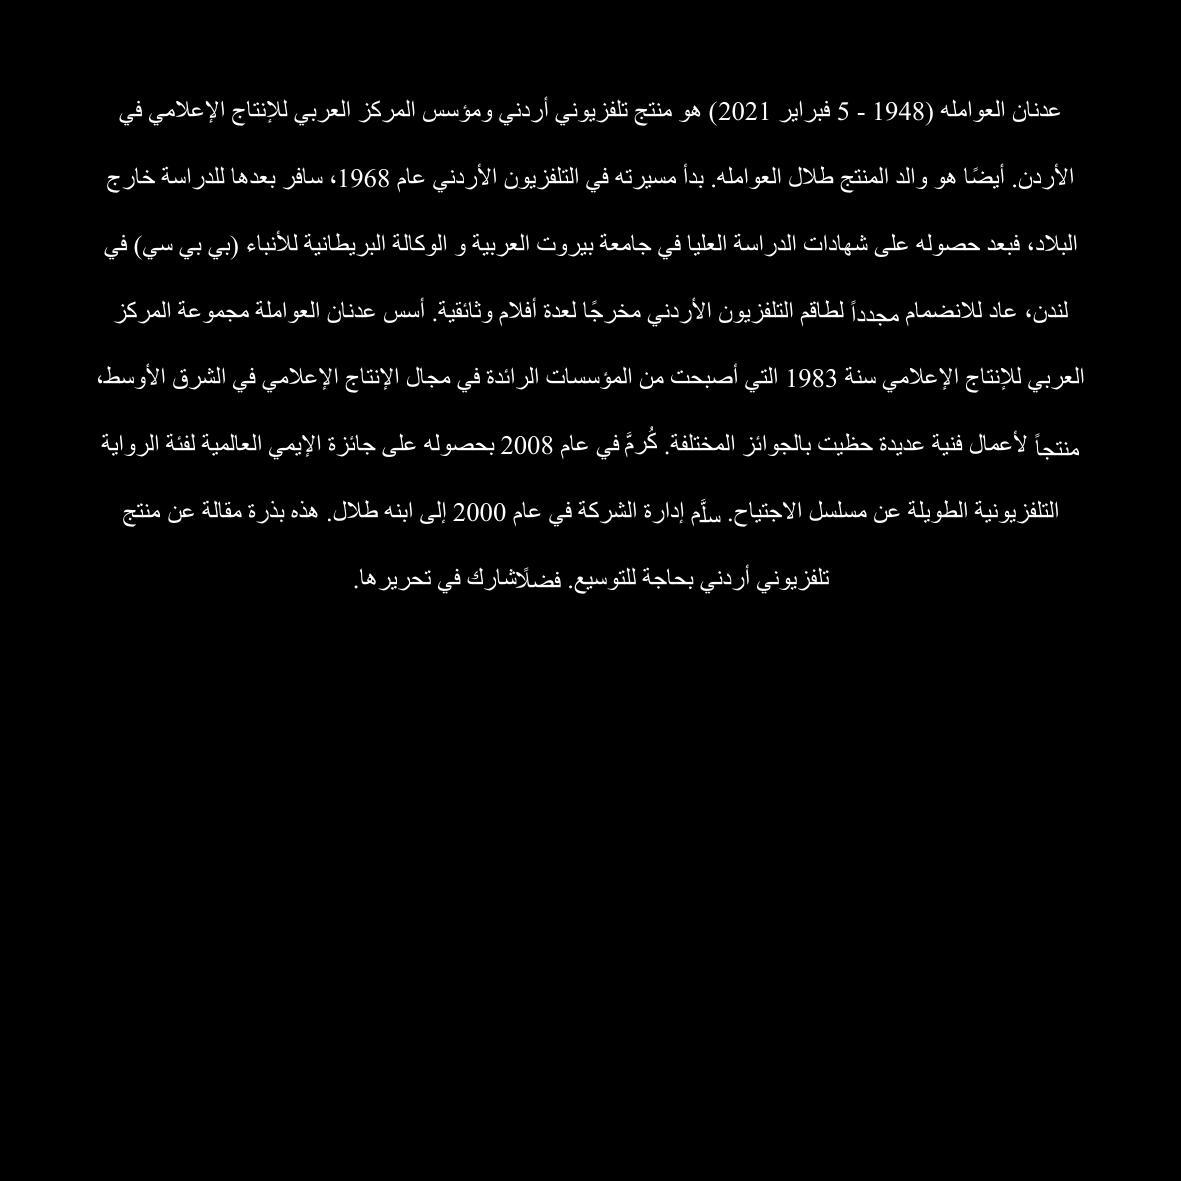 عدنان العوامله (1948 - 5 فبراير 2021) هو منتج تلفزيوني أردني ومؤسس المركز العربي للإنتاج الإعلامي في
الأردن. أيضًا هو والد المنتج طلال العوامله. بدأ مسيرته في التلفزيون الأردني عام 1968، سافر بعدها للدراسة خارج
البلاد، فبعد حصوله على شهادات الدراسة العليا في جامعة بيروت العربية و الوكالة البريطانية للأنباء (بي بي سي) في
لندن، عاد للانضمام مجدداً لطاقم التلفزيون الأردني مخرجًا لعدة أفلام وثائقية. أسس عدنان العواملة مجموعة المركز
العربي للإنتاج الإعلامي سنة 1983 التي أصبحت من المؤسسات الرائدة في مجال الإنتاج الإعلامي في الشرق الأوسط،
منتجاً لأعمال فنية عديدة حظيت بالجوائز المختلفة. كُرمَّ في عام 2008 بحصوله على جائزة الإيمي العالمية لفئة الرواية
التلفزيونية الطويلة عن مسلسل الاجتياح. سلَّم إدارة الشركة في عام 2000 إلى ابنه طلال. هذه بذرة مقالة عن منتج
تلفزيوني أردني بحاجة للتوسيع. فضلًاشارك في تحريرها.